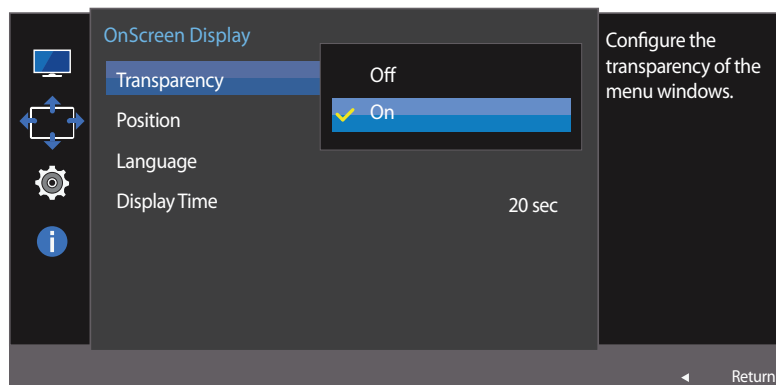 OnScreen Display
Transparency
Off
On
Position
Language
Display Time
20 sec
Configure the
transparency of the
menu windows.
Return